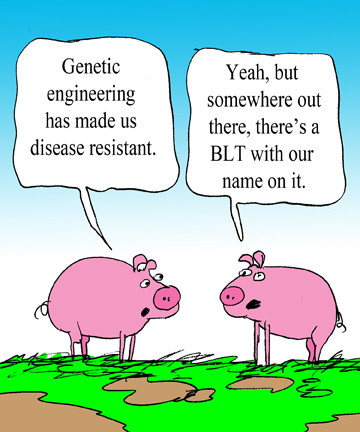 Genetic
engineering
has made us
disease resistant.
Yeah, but
somewhere out
there, there's a
BLT with our
name on it.